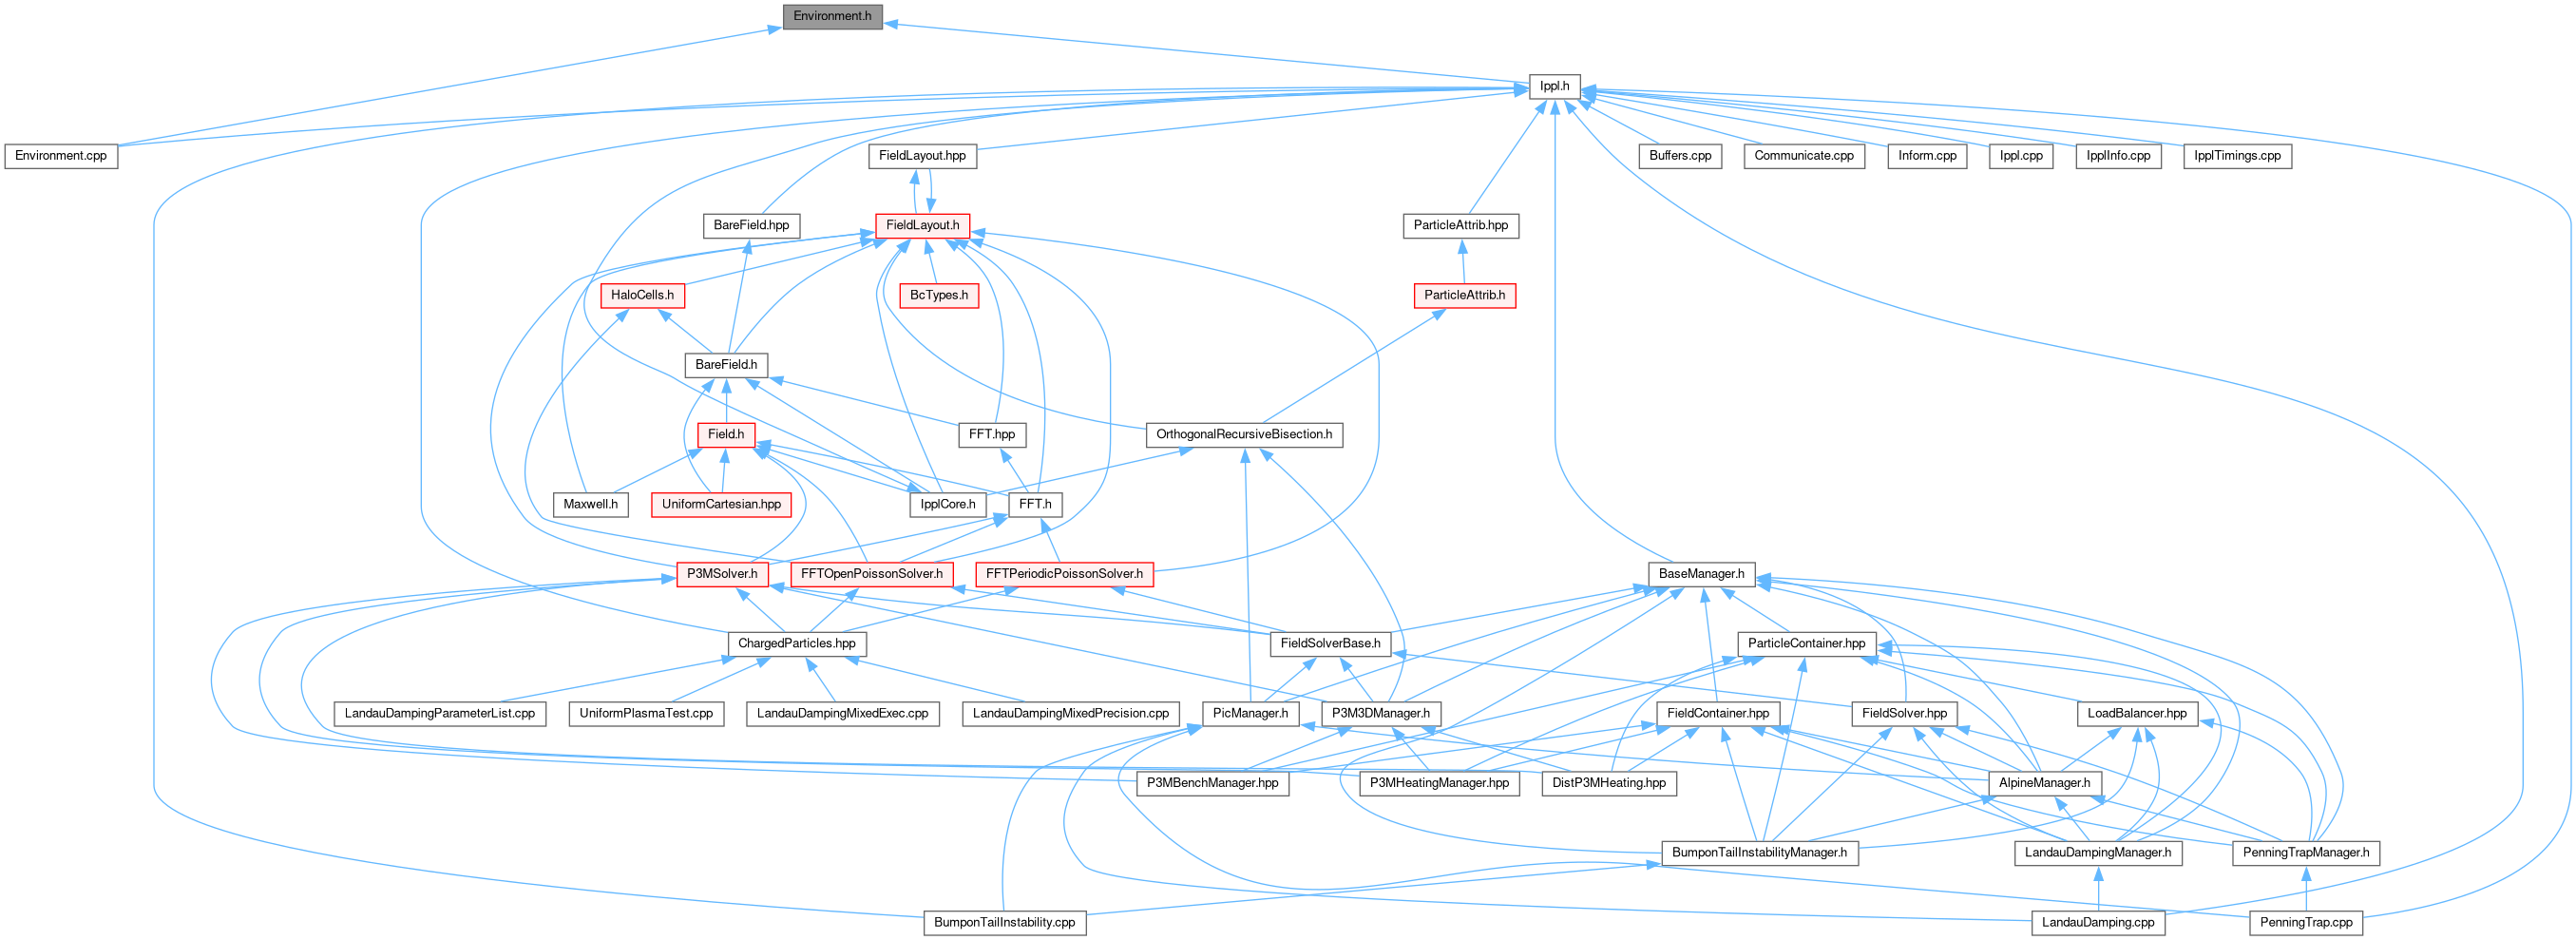 Environment.h
Ippl.h
Environment.cpp
FieldLayout.hpp
Buffers.cpp
Communicate.cpp
Inform.cpp
Ippl.cpp
IpplInfo.cpp
IpplTimings.cpp
BareField.hpp
FieldLayout.h
ParticleAttrib.hpp
HaloCells.h
BcTypes.h
ParticleAttrib.h
BareField.h
Field.h
FFT.hpp
OrthogonalRecursiveBisection.h
Maxwell.h
UniformCartesian.hpp
IpplCore.h
FFT.h
P3MSolver.h
FFTOpenPoissonSolver.h
FFTPeriodicPoissonSolver.h
BaseManager.h
ChargedParticles.hpp
FieldSolverBase.h
ParticleContainer.hpp
LandauDampingParameterList.cpp
UniformPlasmaTest.cpp
LandauDampingMixedExec.cpp
LandauDampingMixedPrecision.cpp
PicManager.h
P3M3DManager.h
FieldContainer.hpp
FieldSolver.hpp
LoadBalancer.hpp
P3MBenchManager.hpp
P3MHeatingManager.hpp
DistP3MHeating.hpp
AlpineManager.h
BumponTailInstabilityManager.h
LandauDampingManager.h
PenningTrapManager.h
BumponTailInstability.cpp
LandauDamping.cpp
PenningTrap.cpp